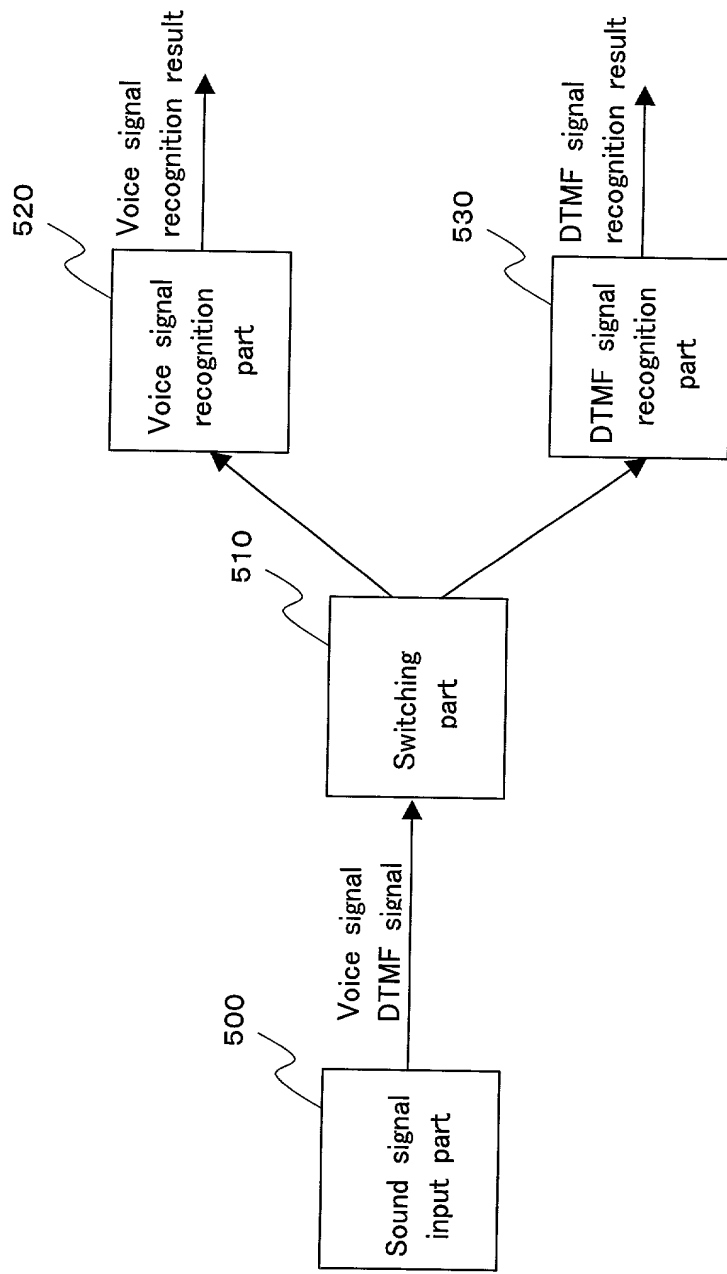 500
Sound signal
input part
Voice signal
DTMF signal
510
Switching
part
520
Voice signal
recognition
part
Voice signal
recognition result
530
DTMF signal
recognition
part
DTMF signal
recognition result